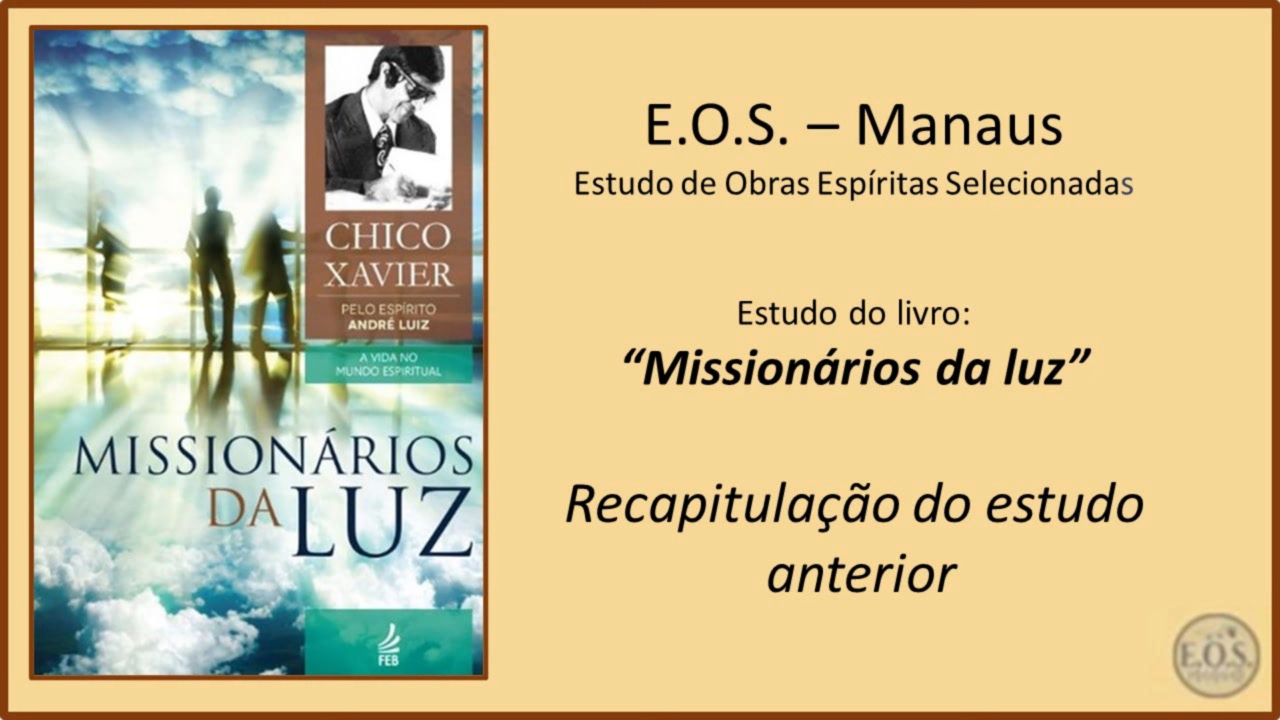 CHICO
XAVIER
PELO ESPÍRITO
ANDRÉ LUIZ
A VIDA NO
MUNDO ESPIRITUAL
MISSIONÁRIOS
DA LUZ
FEB
E.O.S. – Manaus
Estudo de Obras Espíritas Selecionadas
Estudo do livro:
“Missionários da luz”
Recapitulação do estudo
anterior
E.O.S.